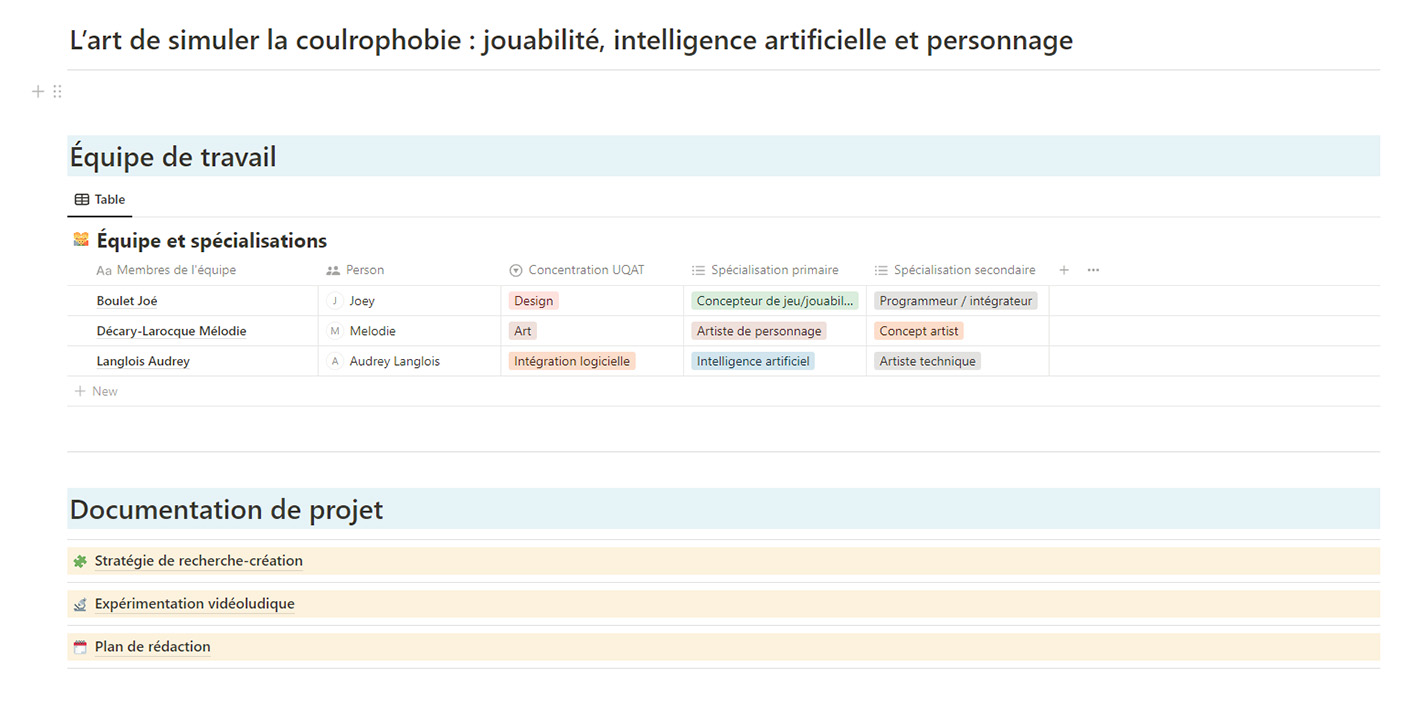 L’art de simuler la coulrophobie : jouabilité, intelligence artificielle et personnage
Équipe de travail
Table
Équipe et spécialisations
Aa Membres de l'équipe Person Concentration UQAT Spécialisation primaire Spécialisation secondaire
Boulet Joé J Joey Design Concepteur de jeu/jouabil... Programmeur / intégrateur
Décary-Larocque Mélodie M Melodie Art Artiste de personnage Concept artist
Langlois Audrey A Audrey Langlois Intégration logicielle Intelligence artificiel Artiste technique
New
Documentation de projet
Stratégie de recherche-création
Expérimentation vidéoludique
Plan de rédaction